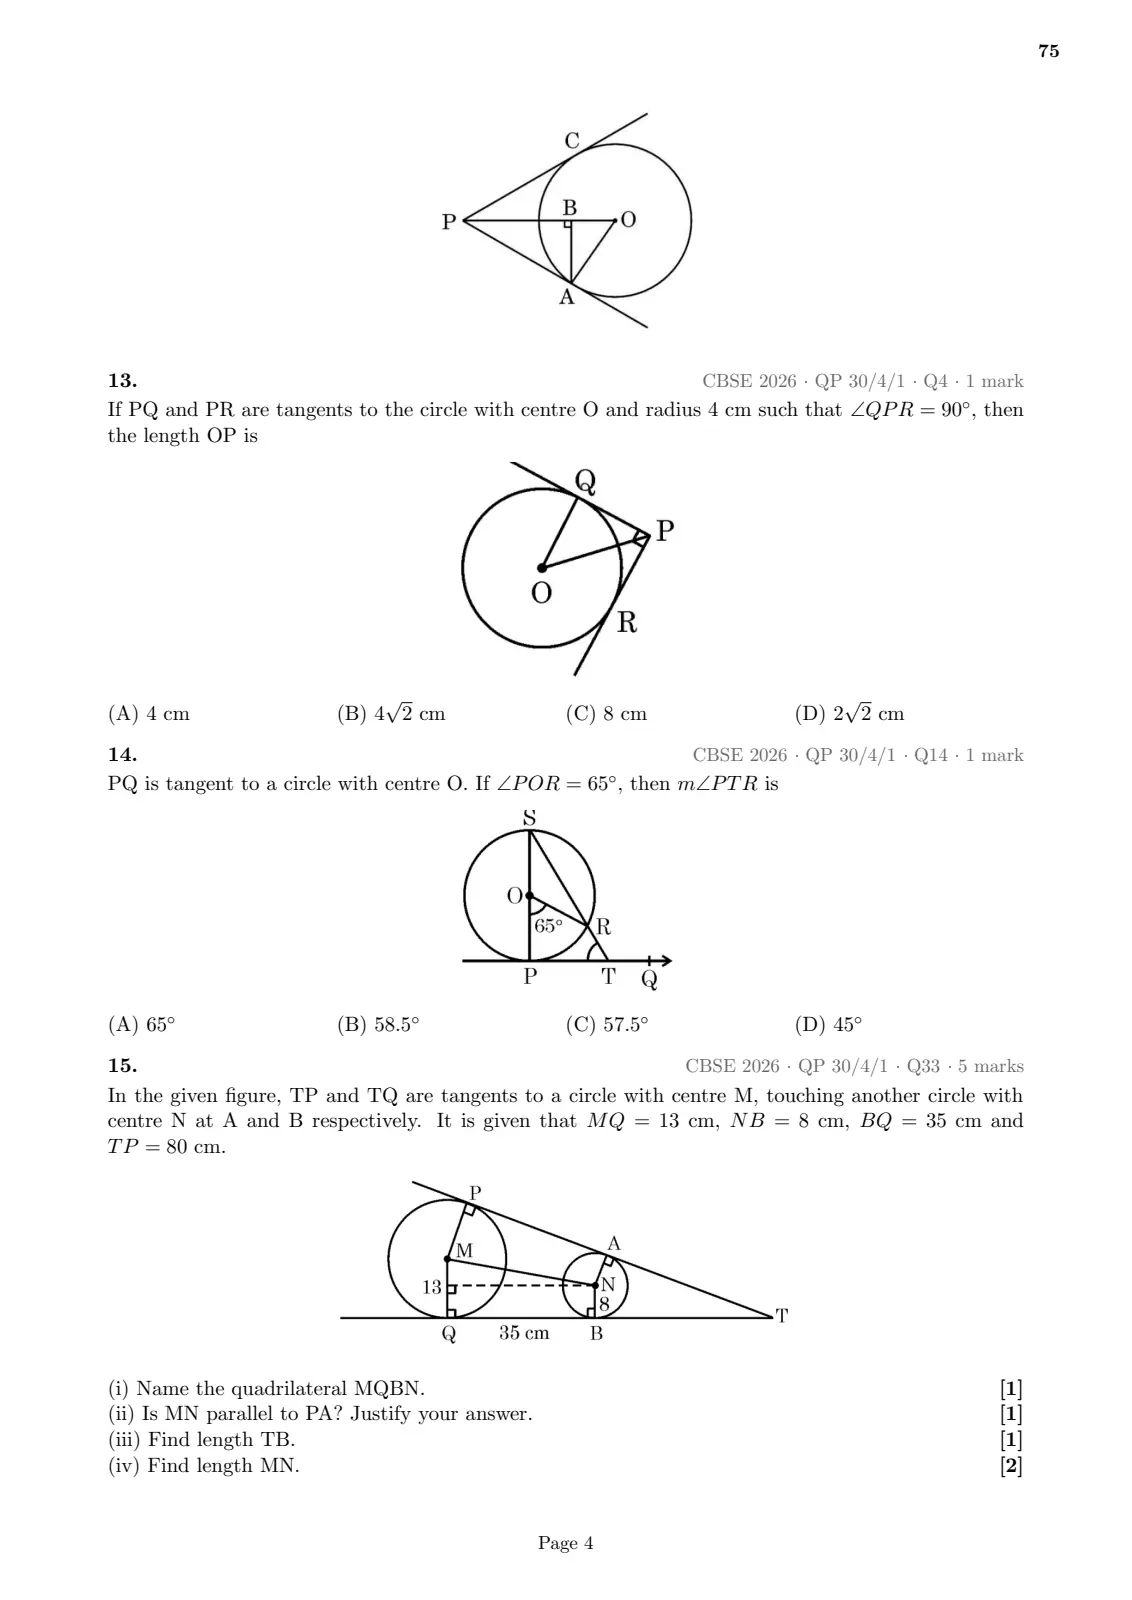 75
C
B
P
O
A
13.
CBSE 2026 · QP 30/4/1 · Q4 · 1 mark
If PQ and PR are tangents to the circle with centre O and radius 4 cm such that ∠QPR = 90°, then
the length OP is
Q
P
O
R
(A) 4 cm (B) 4√2 cm (C) 8 cm (D) 2√2 cm
14.
CBSE 2026 · QP 30/4/1 · Q14 · 1 mark
PQ is tangent to a circle with centre O. If ∠POR = 65°, then m∠PTR is
S
O
65°
R
P T Q
(A) 65° (B) 58.5° (C) 57.5° (D) 45°
15.
CBSE 2026 · QP 30/4/1 · Q33 · 5 marks
In the given figure, TP and TQ are tangents to a circle with centre M, touching another circle with
centre N at A and B respectively. It is given that MQ = 13 cm, NB = 8 cm, BQ = 35 cm and
TP = 80 cm.
P
A
M
13
N
8
T
Q 35 cm B
(i) Name the quadrilateral MQBN. [1]
(ii) Is MN parallel to PA? Justify your answer. [1]
(iii) Find length TB. [1]
(iv) Find length MN. [2]
Page 4